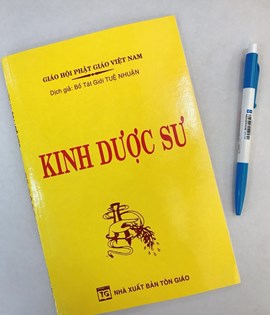 GIÁO HỘI PHẬT GIÁO VIỆT NAM
Dịch giả: Bồ Tát Giới TUỆ NHUẬN
KINH DƯỢC SƯ
TG
NHÀ XUẤT BẢN TÔN GIÁO